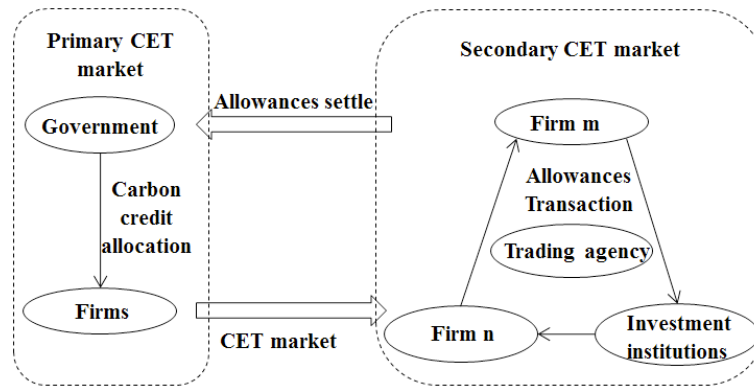 Primary CET
market
Government
Carbon
credit
allocation
Firms
Allowances settle
CET market
Secondary CET market
Firm m
Allowances
Transaction
Trading agency
Firm n
Investment
institutions